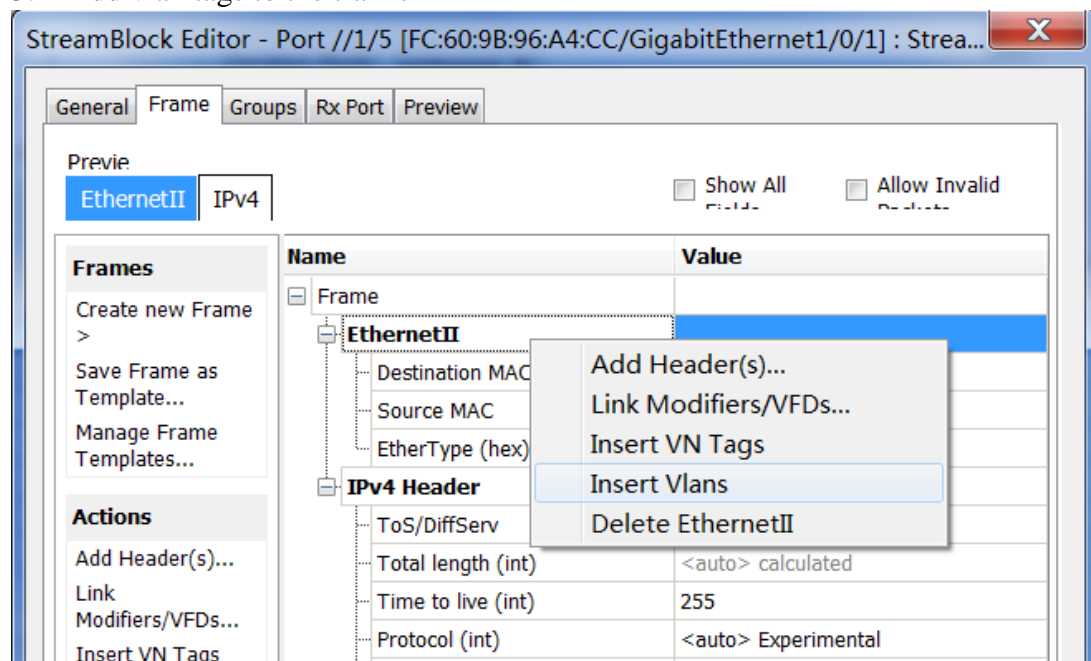 StreamBlock Editor - Port //1/5 [FC:60:9B:96:A4:CC/GigabitEthernet1/0/1] : Strea...
General Frame Groups Rx Port Preview
Previe
EthernetII IPv4
Show All
Allow Invalid
Frames
Create new Frame
>
Save Frame as
Template...
Manage Frame
Templates...
Actions
Add Header(s)...
Link
Modifiers/VFDs...
Insert VN Tags
Name Value
Frame
EthernetII
Destination MAC
Source MAC
EtherType (hex)
IPv4 Header
ToS/DiffServ
Total length (int) <auto> calculated
Time to live (int) 255
Protocol (int) <auto> Experimental
Add Header(s)...
Link Modifiers/VFDs...
Insert VN Tags
Insert Vlans
Delete EthernetII